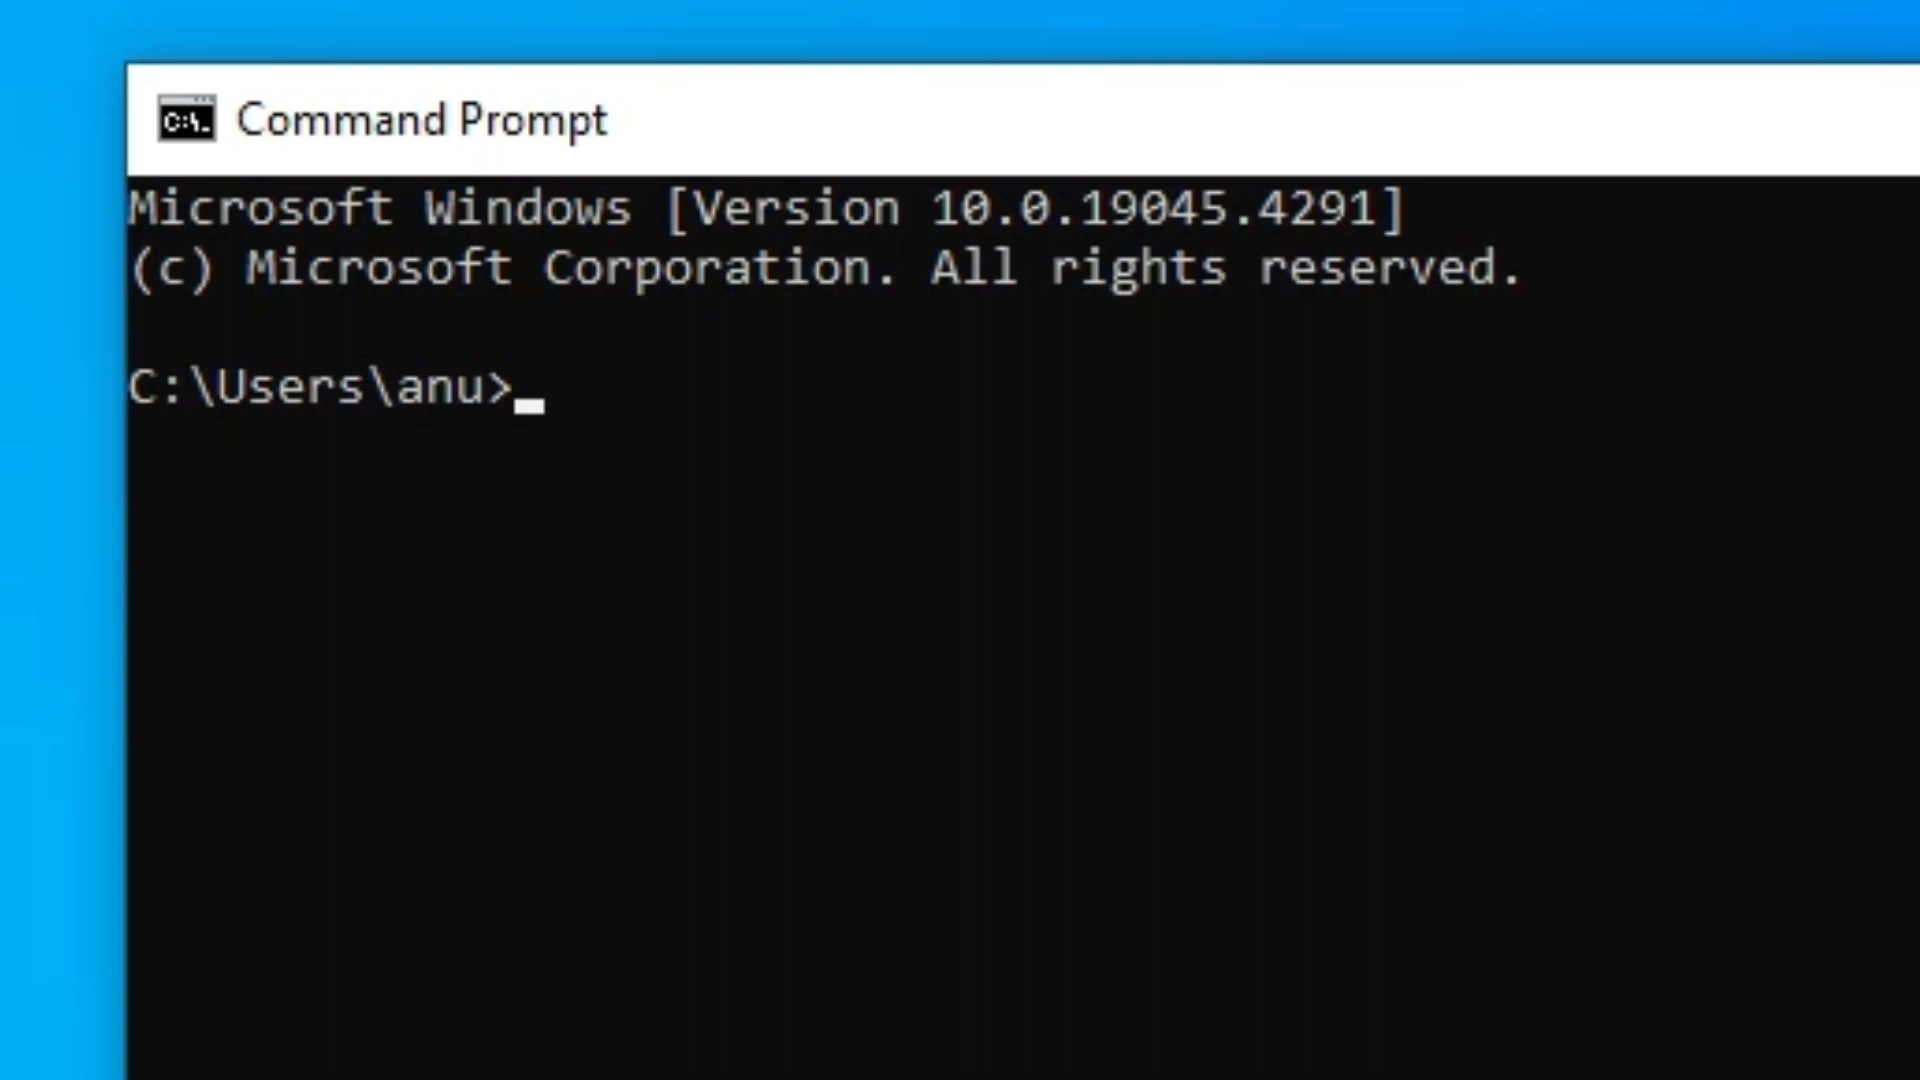 C:\.
Command Prompt
Microsoft Windows [Version 10.0.19045.4291]
(c) Microsoft Corporation. All rights reserved.
C:\Users\anu>